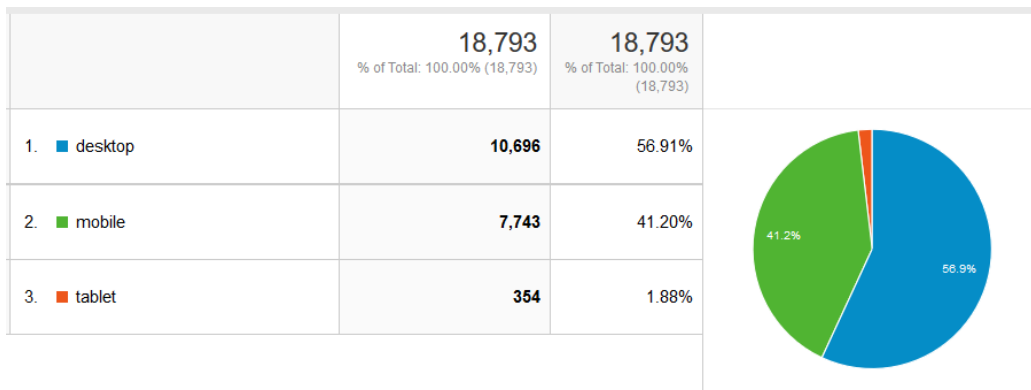 18,793 18,793
% of Total: 100.00% (18,793) % of Total: 100.00%
(18,793)
1. desktop 10,696 56.91%
2. mobile 7,743 41.20%
3. tablet 354 1.88%
41.2%
56.9%